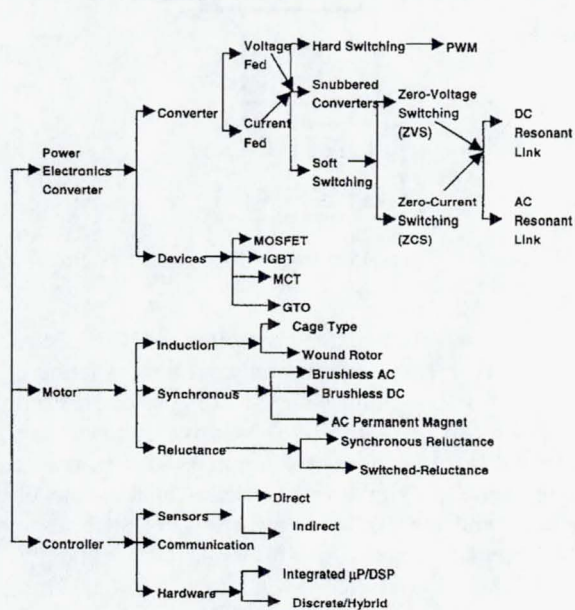 Voltage
Fed
Hard Switching
PWM
Converter
Snubbered
Converters
Zero-Voltage
Switching
(ZVS)
DC
Resonant
Link
Current
Fed
Power
Electronics
Converter
Soft
Switching
Zero-Current
Switching
(ZCS)
AC
Resonant
Link
Devices
MOSFET
IGBT
MCT
GTO
Motor
Induction
Cage Type
Wound Rotor
Synchronous
Brushless AC
Brushless DC
AC Permanent Magnet
Reluctance
Synchronous Reluctance
Switched-Reluctance
Controller
Sensors
Direct
Indirect
Communication
Hardware
Integrated μP/DSP
Discrete/Hybrid